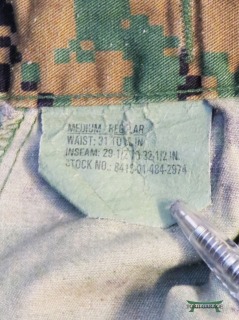 MEDIUM - REGULAR
WAIST: 31 TO IN
INSEAM: 29 1/2 TO 32 1/2 IN.
STOCK NO.: 8415-01-484-2974